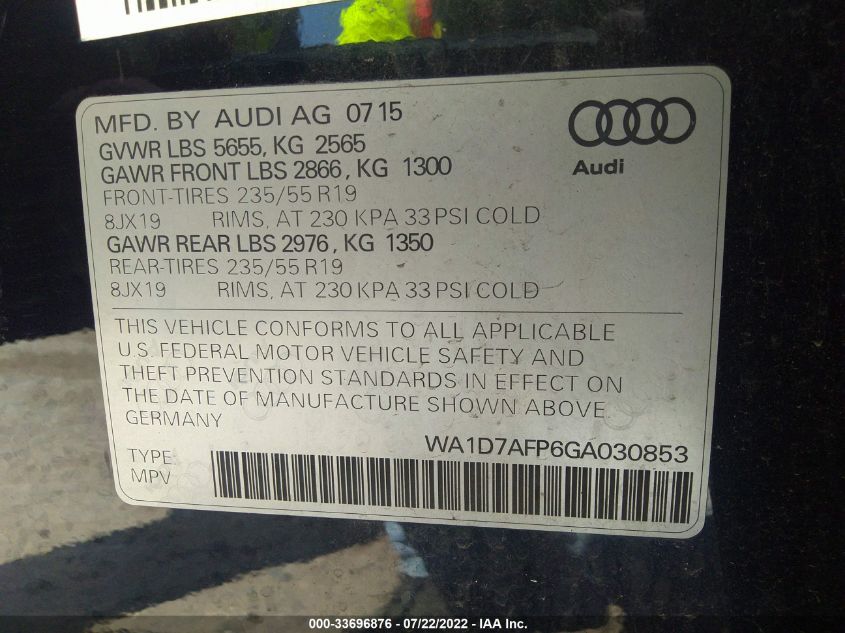 MFD. BY AUDI AG 07 15
GVWR LBS 5655, KG 2565
GAWR FRONT LBS 2866, KG 1300
FRONT-TIRES 235/55 R19
8JX19 RIMS, AT 230 KPA 33 PSI COLD
GAWR REAR LBS 2976, KG 1350
REAR-TIRES 235/55 R19
8JX19 RIMS, AT 230 KPA 33 PSI COLD
Audi
THIS VEHICLE CONFORMS TO ALL APPLICABLE
U.S. FEDERAL MOTOR VEHICLE SAFETY AND
THEFT PREVENTION STANDARDS IN EFFECT ON
THE DATE OF MANUFACTURE SHOWN ABOVE
GERMANY
WA1D7AFP6GA030853
TYPE:
MPV
000-33696876 / 07/22/2022 / IAA Inc.